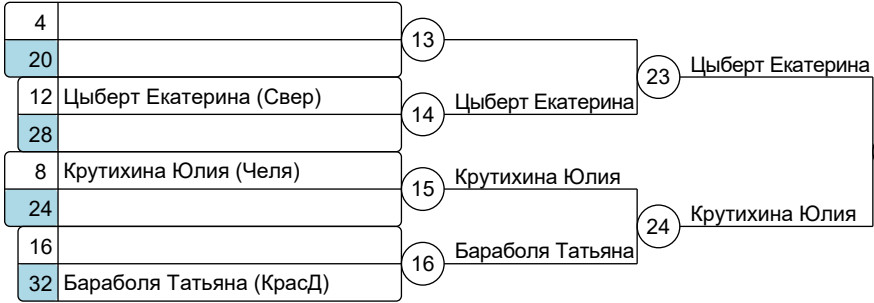 4
13
20
23 Цыберт Екатерина
12 Цыберт Екатерина (Свер)
14 Цыберт Екатерина
28
8 Крутихина Юлия (Челя)
15 Крутихина Юлия
24
24 Крутихина Юлия
16
16 Бараболя Татьяна
32 Бараболя Татьяна (КрасД)